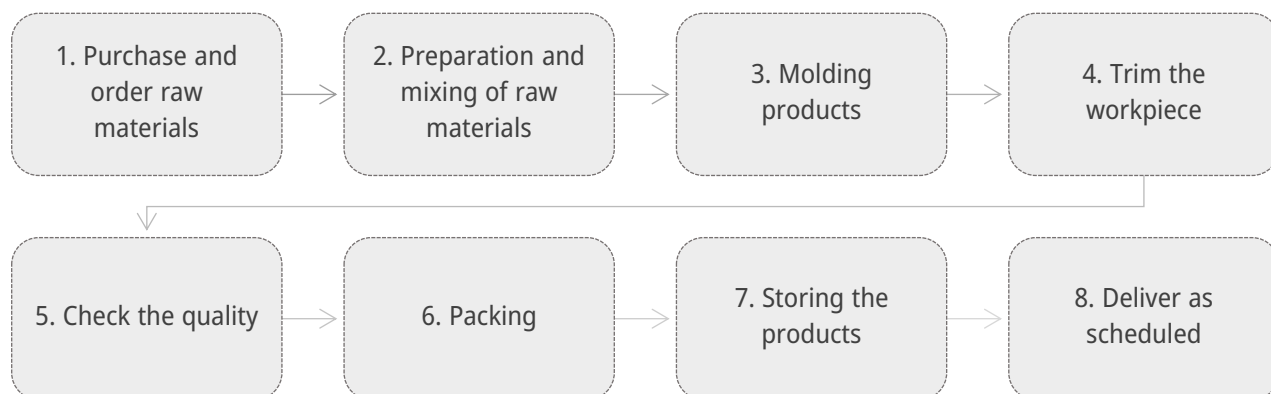 1. Purchase and
order raw
materials
2. Preparation and
mixing of raw
materials
3. Molding
products
4. Trim the
workpiece
5. Check the quality
6. Packing
7. Storing the
products
8. Deliver as
scheduled